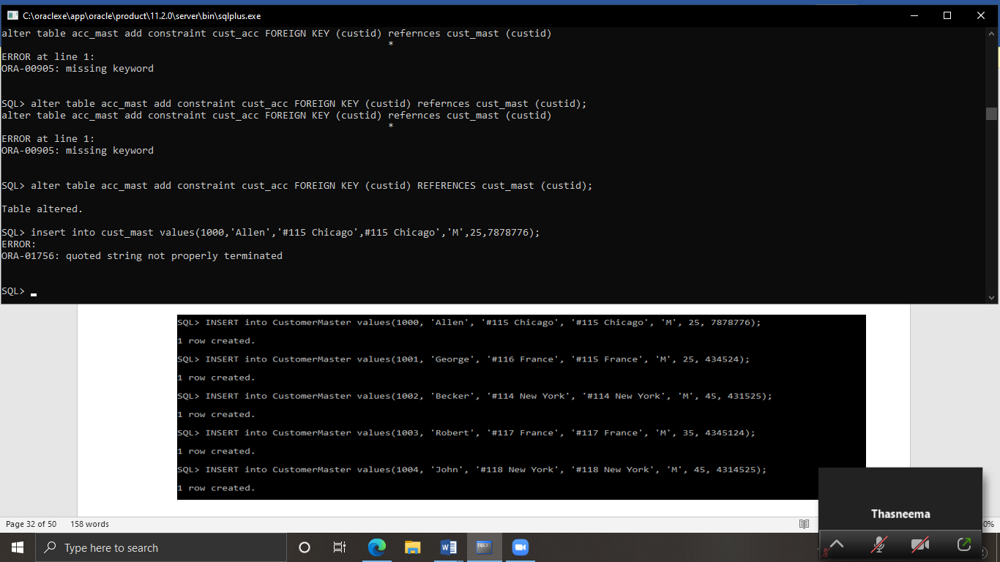 C:\oraclexe\app\oracle\product\11.2.0\server\bin\sqlplus.exe
alter table acc_mast add constraint cust_acc FOREIGN KEY (custid) refernces cust_mast (custid)
*
ERROR at line 1:
ORA-00905: missing keyword
SQL> alter table acc_mast add constraint cust_acc FOREIGN KEY (custid) refernces cust_mast (custid);
alter table acc_mast add constraint cust_acc FOREIGN KEY (custid) refernces cust_mast (custid)
*
ERROR at line 1:
ORA-00905: missing keyword
SQL> alter table acc_mast add constraint cust_acc FOREIGN KEY (custid) REFERENCES cust_mast (custid);
Table altered.
SQL> insert into cust_mast values(1000,'Allen','#115 Chicago',#115 Chicago','M',25,7878776);
ERROR:
ORA-01756: quoted string not properly terminated
SQL>
SQL> INSERT into CustomerMaster values(1000, 'Allen', '#115 Chicago', '#115 Chicago', 'M', 25, 7878776);
1 row created.
SQL> INSERT into CustomerMaster values(1001, 'George', '#116 France', '#115 France', 'M', 25, 434524);
1 row created.
SQL> INSERT into CustomerMaster values(1002, 'Becker', '#114 New York', '#114 New York', 'M', 45, 431525);
1 row created.
SQL> INSERT into CustomerMaster values(1003, 'Robert', '#117 France', '#117 France', 'M', 35, 4345124);
1 row created.
SQL> INSERT into CustomerMaster values(1004, 'John', '#118 New York', '#118 New York', 'M', 45, 4314525);
1 row created.
Thasneema
Page 32 of 50 158 words
Type here to search